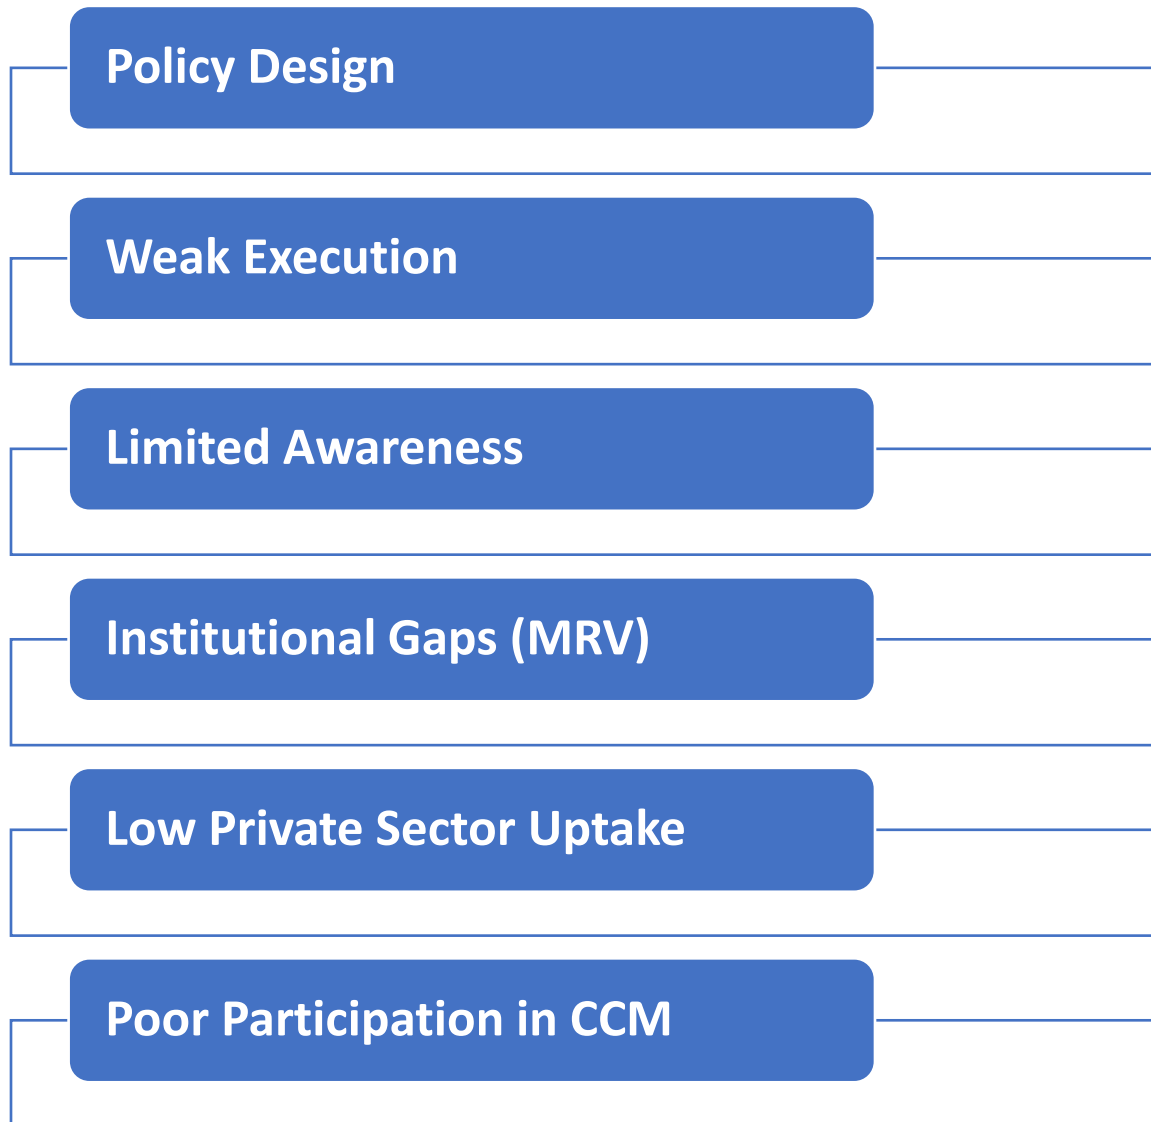 Policy Design
Weak Execution
Limited Awareness
Institutional Gaps (MRV)
Low Private Sector Uptake
Poor Participation in CCM